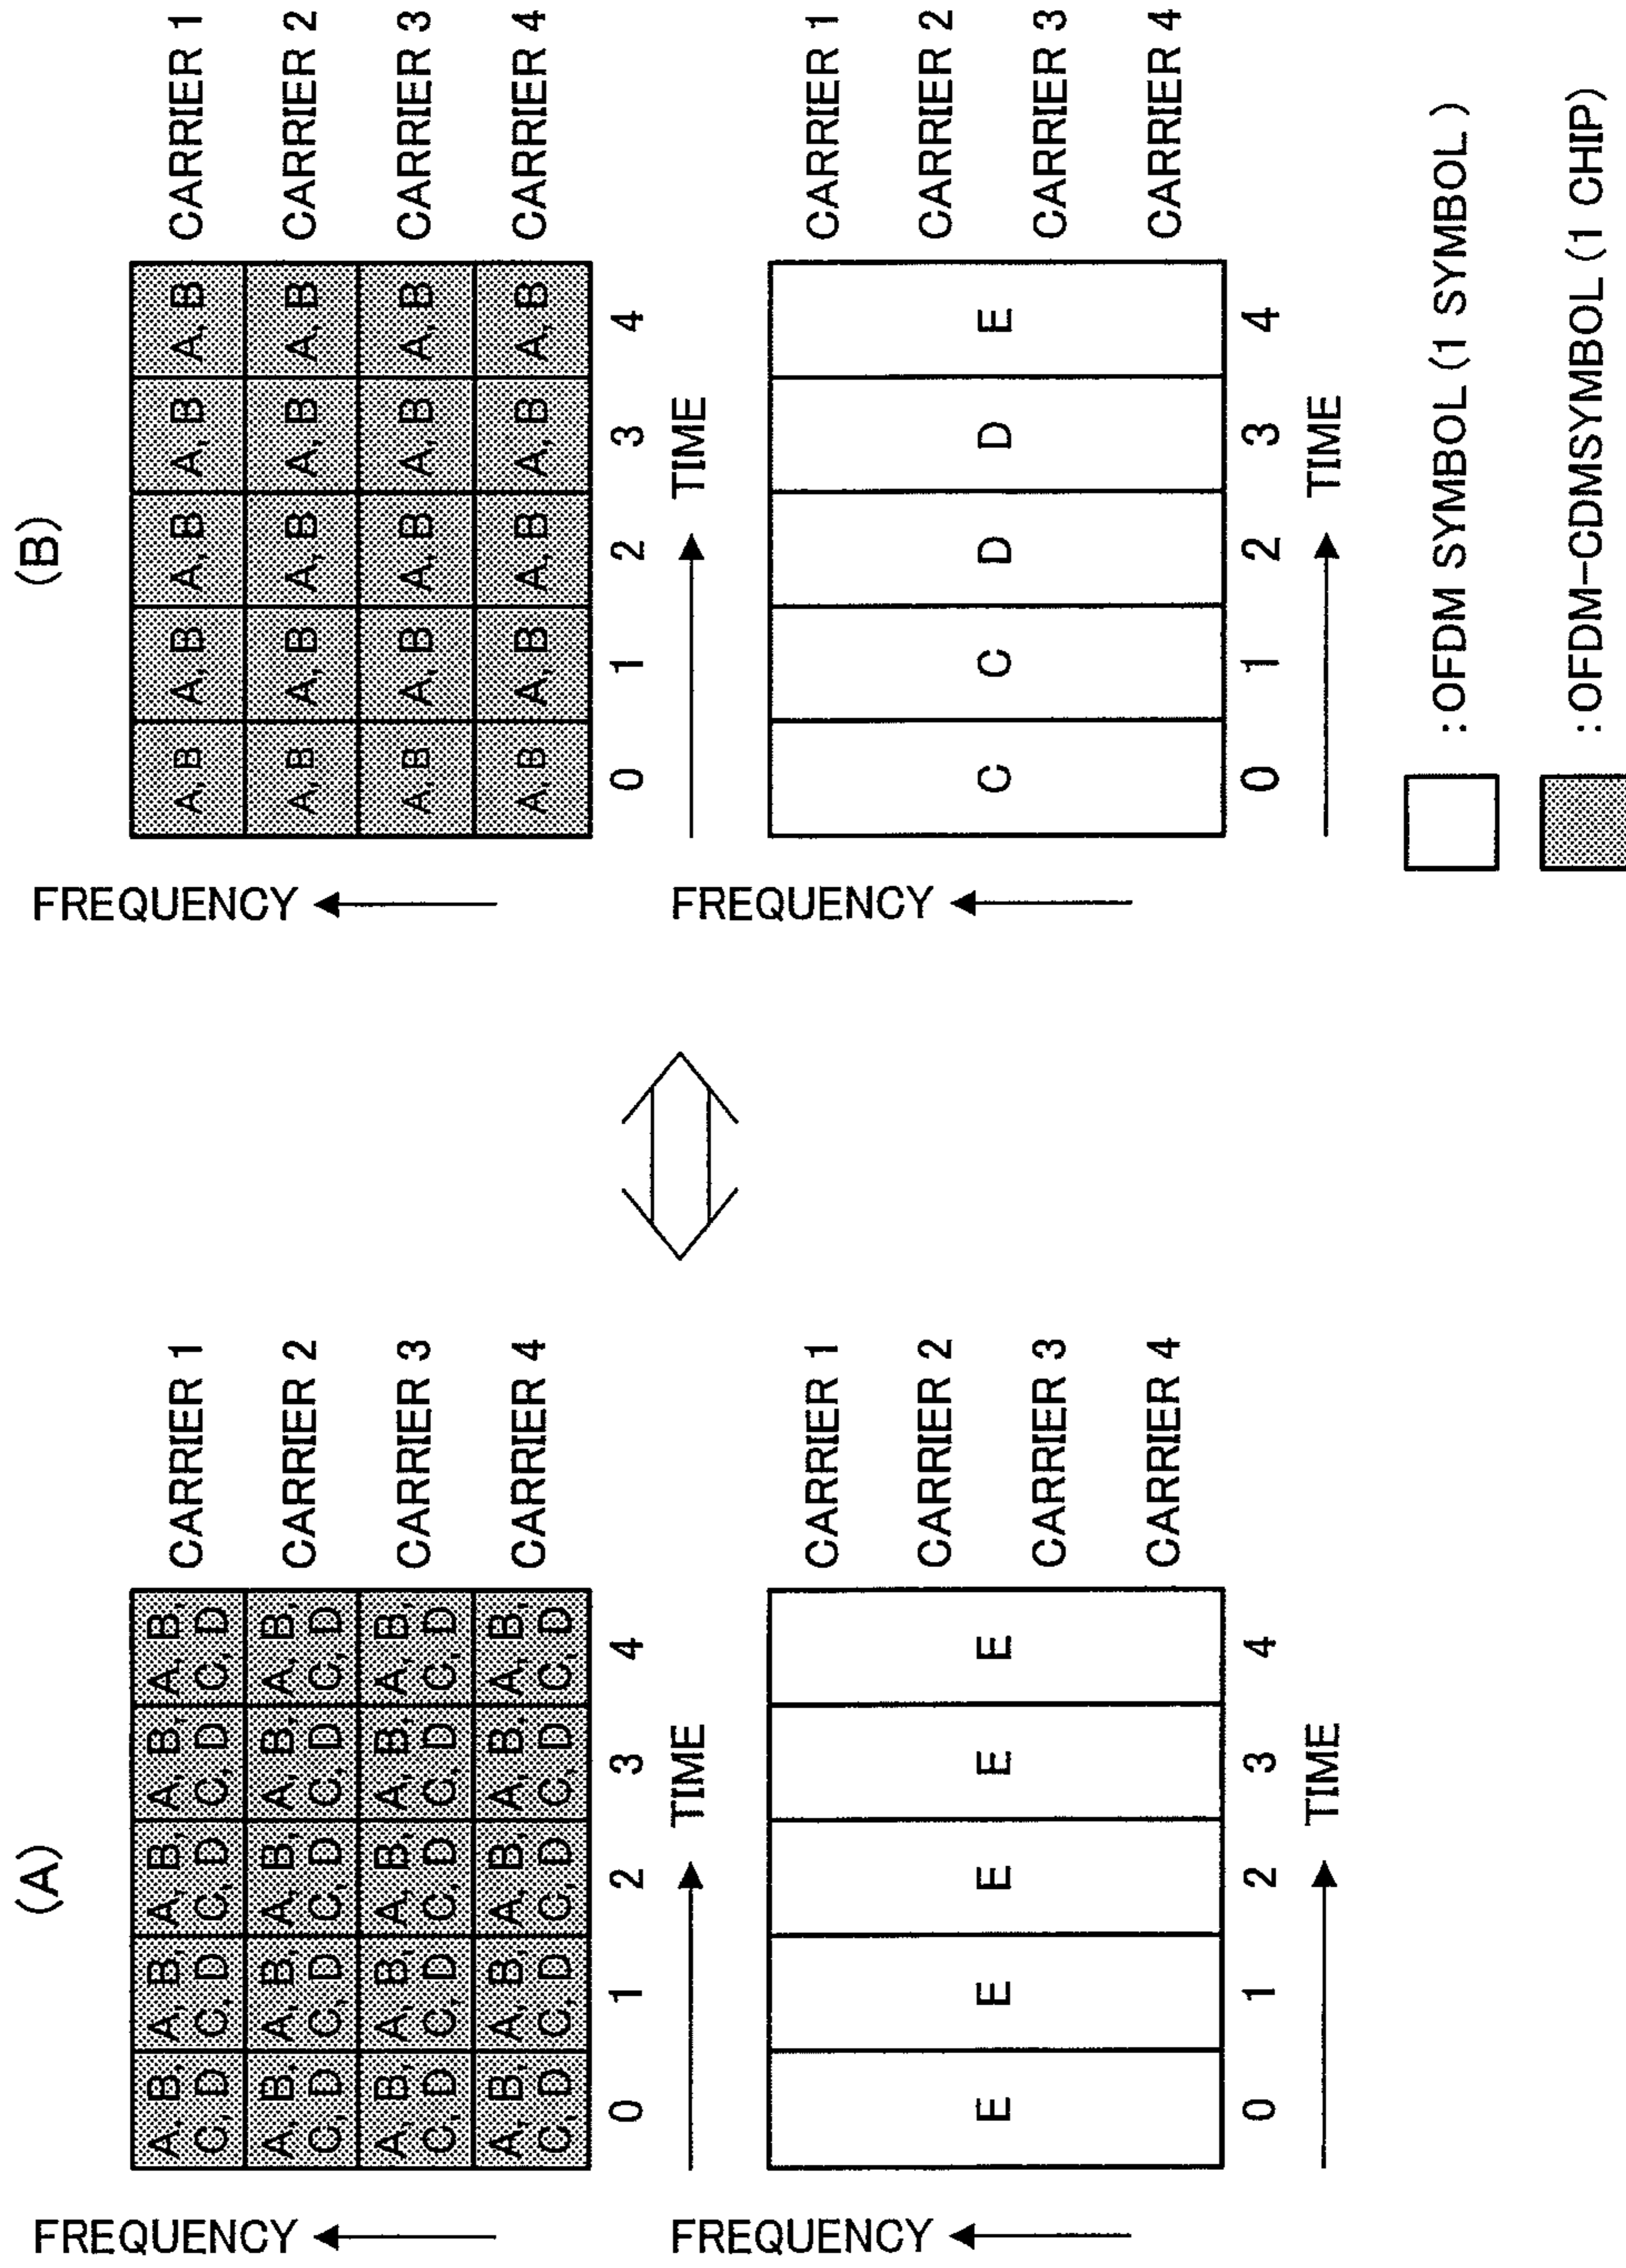 (A)
FREQUENCY
A, B, C, D A, B, C, D A, B, C, D A, B, C, D A, B, C, D CARRIER 1
A, B, C, D A, B, C, D A, B, C, D A, B, C, D A, B, C, D CARRIER 2
A, B, C, D A, B, C, D A, B, C, D A, B, C, D A, B, C, D CARRIER 3
A, B, C, D A, B, C, D A, B, C, D A, B, C, D A, B, C, D CARRIER 4
0 1 2 3 4
TIME
FREQUENCY
CARRIER 1
CARRIER 2
E E E E E
CARRIER 3
CARRIER 4
0 1 2 3 4
TIME
(B)
FREQUENCY
A, B A, B A, B A, B A, B CARRIER 1
A, B A, B A, B A, B A, B CARRIER 2
A, B A, B A, B A, B A, B CARRIER 3
A, B A, B A, B A, B A, B CARRIER 4
0 1 2 3 4
TIME
FREQUENCY
CARRIER 1
CARRIER 2
C C D D E
CARRIER 3
CARRIER 4
0 1 2 3 4
TIME
:OFDM SYMBOL (1 SYMBOL)
:OFDM-CDMSYMBOL (1 CHIP)